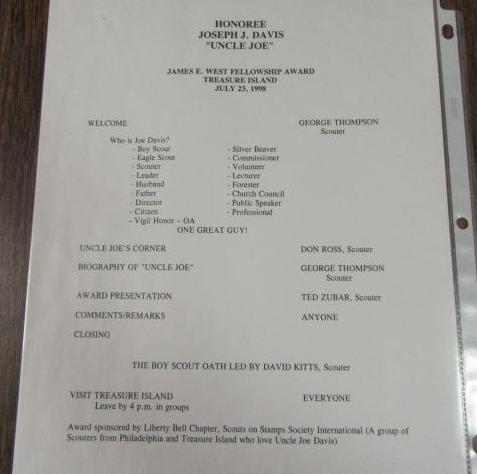 HONOREE
JOSEPH J. DAVIS
"UNCLE JOE"
JAMES E. WEST FELLOWSHIP AWARD
TREASURE ISLAND
JULY 23, 1998
WELCOME GEORGE THOMPSON
Scouter
Who is Joe Davis?
- Boy Scout - Silver Beaver
- Eagle Scout - Commissioner
- Scouter - Volunteer
- Leader - Lecturer
- Husband - Forester
- Father - Church Council
- Director - Public Speaker
- Citizen - Professional
- Vigil Honor - OA
ONE GREAT GUY!
UNCLE JOE'S CORNER DON ROSS, Scouter
BIOGRAPHY OF "UNCLE JOE" GEORGE THOMPSON
Scouter
AWARD PRESENTATION TED ZUBAR, Scouter
COMMENTS/REMARKS ANYONE
CLOSING
THE BOY SCOUT OATH LED BY DAVID KITTS, Scouter
VISIT TREASURE ISLAND EVERYONE
Leave by 4 p.m. in groups
Award sponsored by Liberty Bell Chapter, Scouts on Stamps Society International (A group of
Scouters from Philadelphia and Treasure Island who love Uncle Joe Davis)